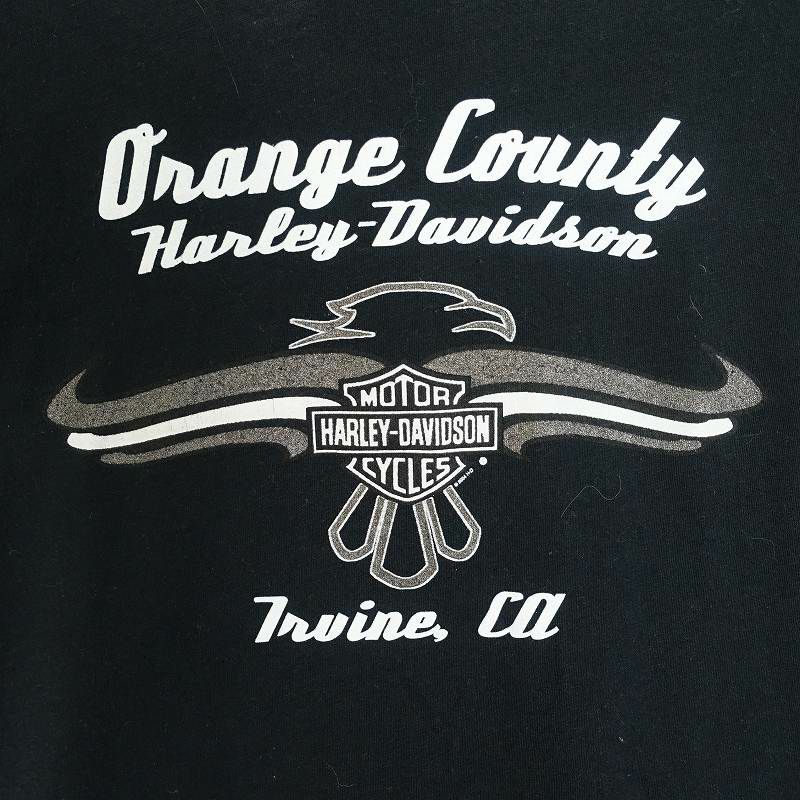 Orange County
Harley-Davidson
MOTOR
HARLEY-DAVIDSON
CYCLES
Irvine, CA